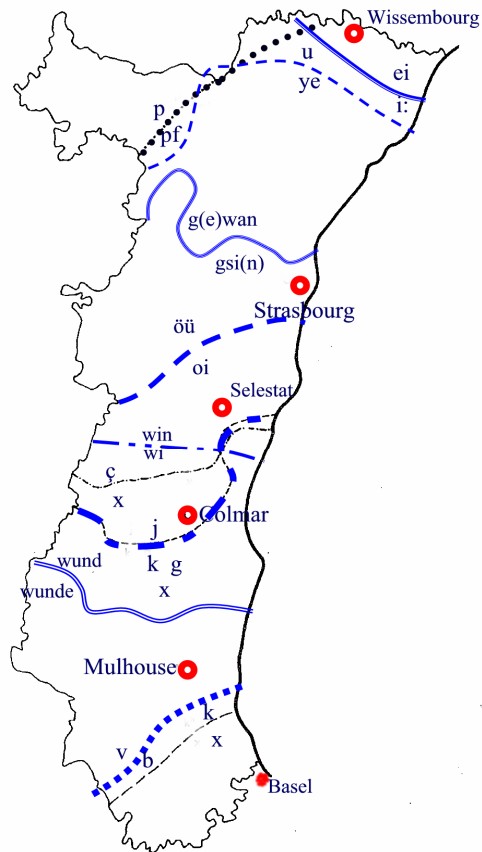 Wissembourg
u
ei
ye
i:
p
pf
g(e)wan
gsi(n)
Strasbourg
öü
oi
Selestat
win
wi
ç
x
Colmar
j
k g
wund
x
wunde
Mulhouse
k
x
v
b
Basel